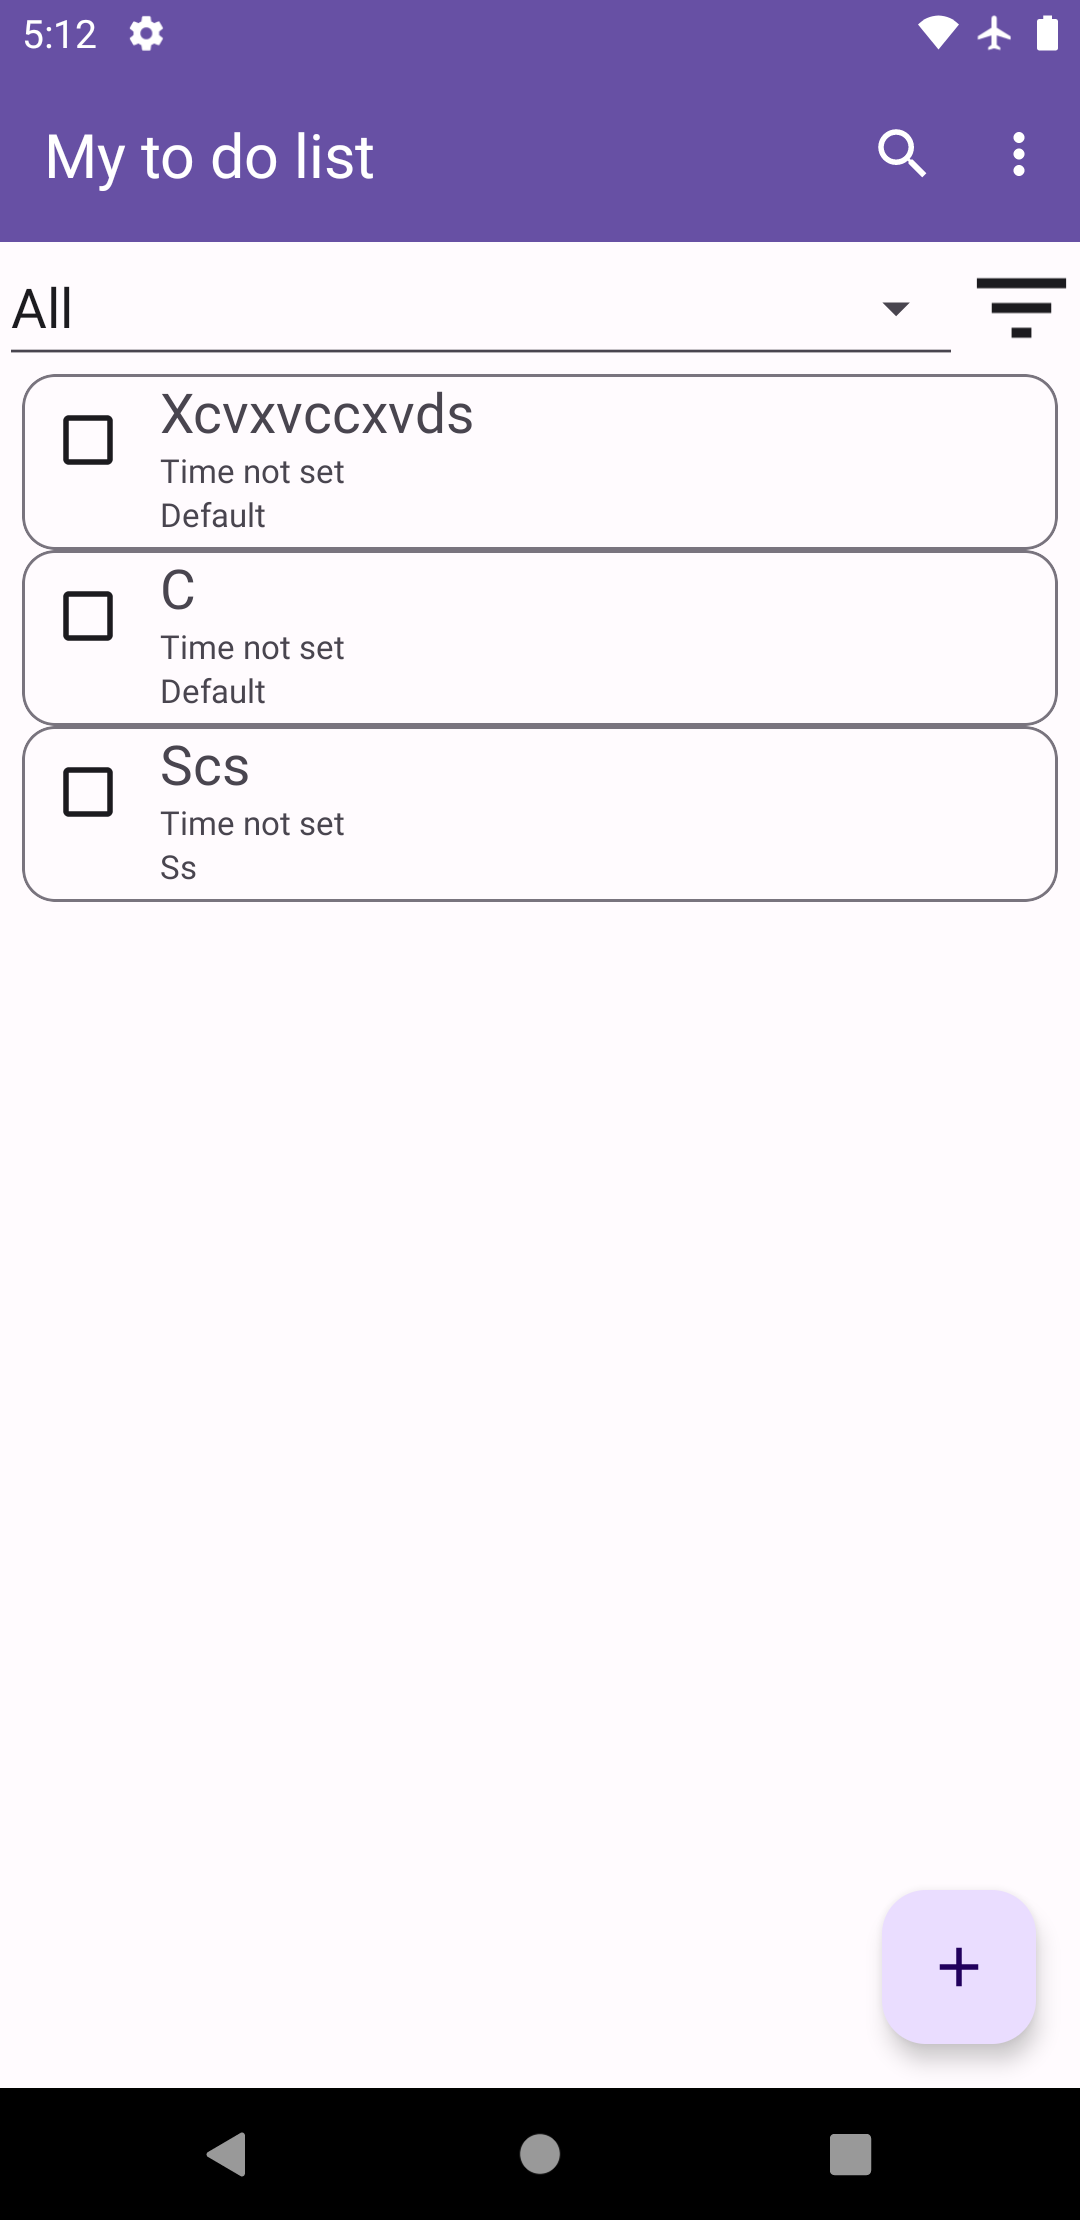 5:12
My to do list
All
Xcvxvccxvds
Time not set
Default
C
Time not set
Default
Scs
Time not set
Ss